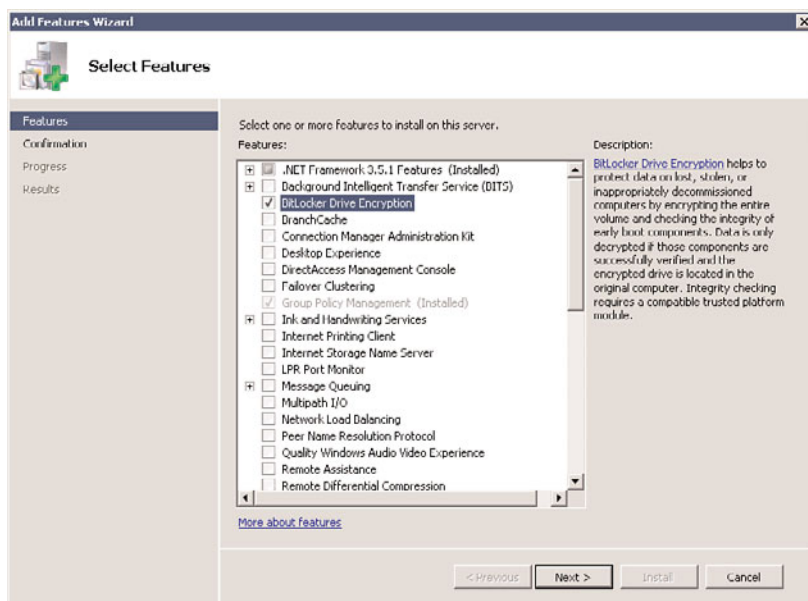 Add Features Wizard
Select Features
Features
Confirmation
Progress
Results
Select one or more features to install on this server.
Features:
.NET Framework 3.5.1 Features (Installed)
Background Intelligent Transfer Service (BITS)
BitLocker Drive Encryption
BranchCache
Connection Manager Administration Kit
Desktop Experience
DirectAccess Management Console
Failover Clustering
Group Policy Management (Installed)
Ink and Handwriting Services
Internet Printing Client
Internet Storage Name Server
LPR Port Monitor
Message Queuing
Multipath I/O
Network Load Balancing
Peer Name Resolution Protocol
Quality Windows Audio Video Experience
Remote Assistance
Remote Differential Compression
More about features
Description:
BitLocker Drive Encryption helps to
protect data on lost, stolen, or
inappropriately decommissioned
computers by encrypting the entire
volume and checking the integrity of
early boot components. Data is only
decrypted if those components are
successfully verified and the
encrypted drive is located in the
original computer. Integrity checking
requires a compatible trusted platform
module.
< Previous
Next >
Install
Cancel